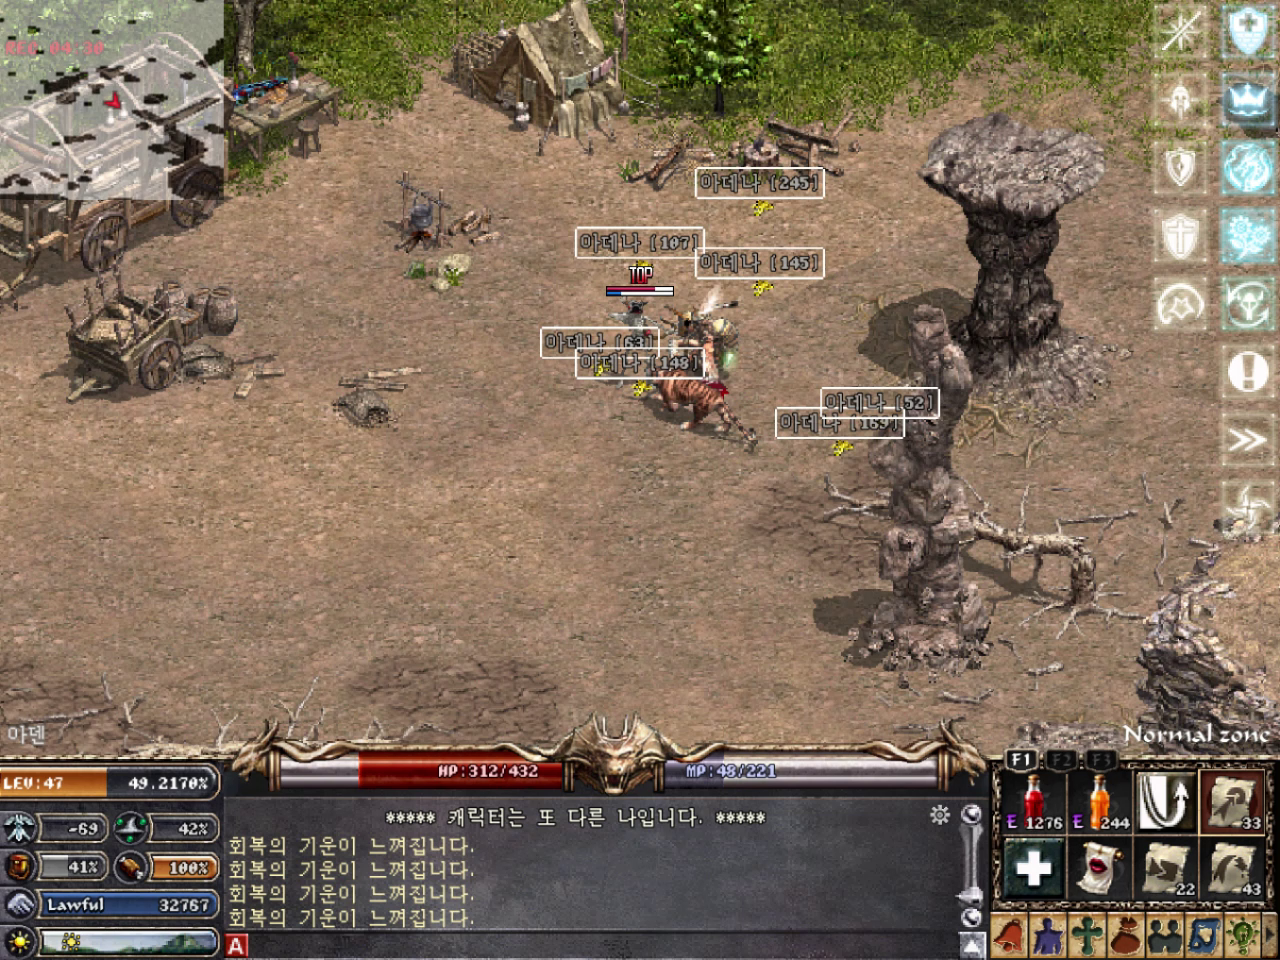 REC 04:30
아데나 [245]
아데나 [107]
아데나 [145]
TOP
아데나 [63]
아데나 [148]
아데나 [52]
아데나 [169]
아덴
Normal zone
LEV:47 49.2170%
HP:312/432
MP:48/221
F1 F2 F3
-69 42%
41% 100%
Lawful 32767
***** 캐릭터는 또 다른 나입니다. *****
회복의 기운이 느껴집니다.
회복의 기운이 느껴집니다.
회복의 기운이 느껴집니다.
회복의 기운이 느껴집니다.
A
E 1276
E 244
33
22
43